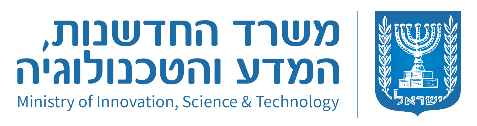 משרד החדשנות,
המדע והטכנולוגיה
Ministry of Innovation, Science & Technology
ישראל